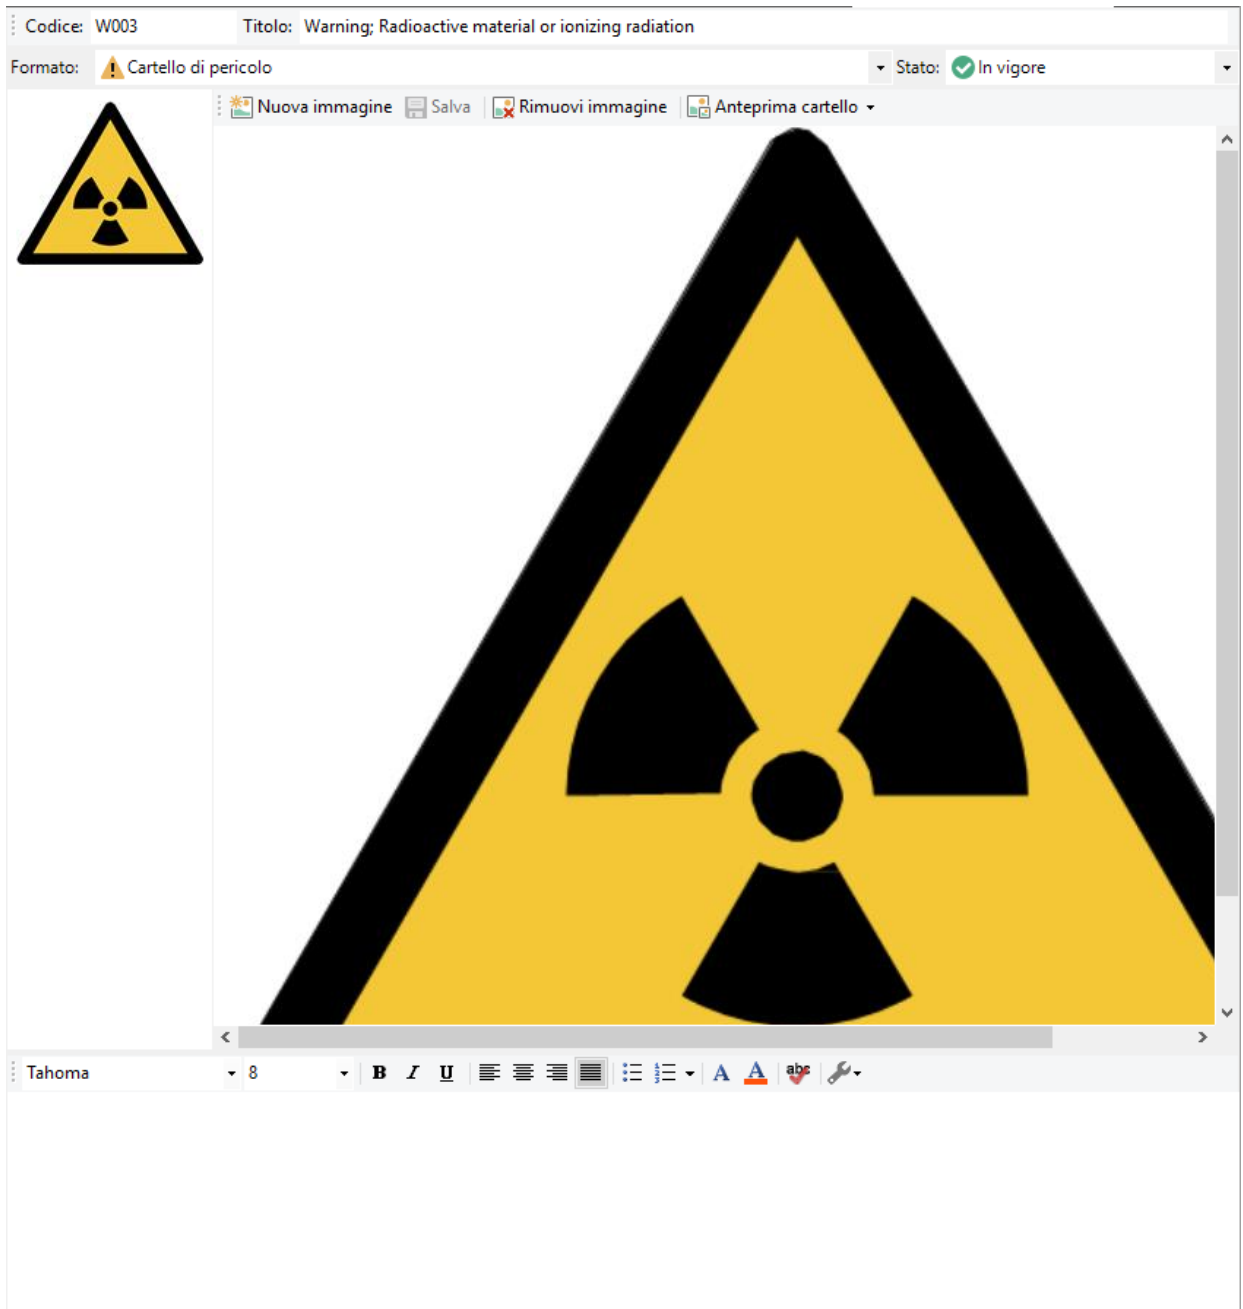 Codice: W003 Titolo: Warning; Radioactive material or ionizing radiation
Formato: Cartello di pericolo Stato: In vigore
Nuova immagine Salva Rimuovi immagine Anteprima cartello
Tahoma 8 B I U A A abc